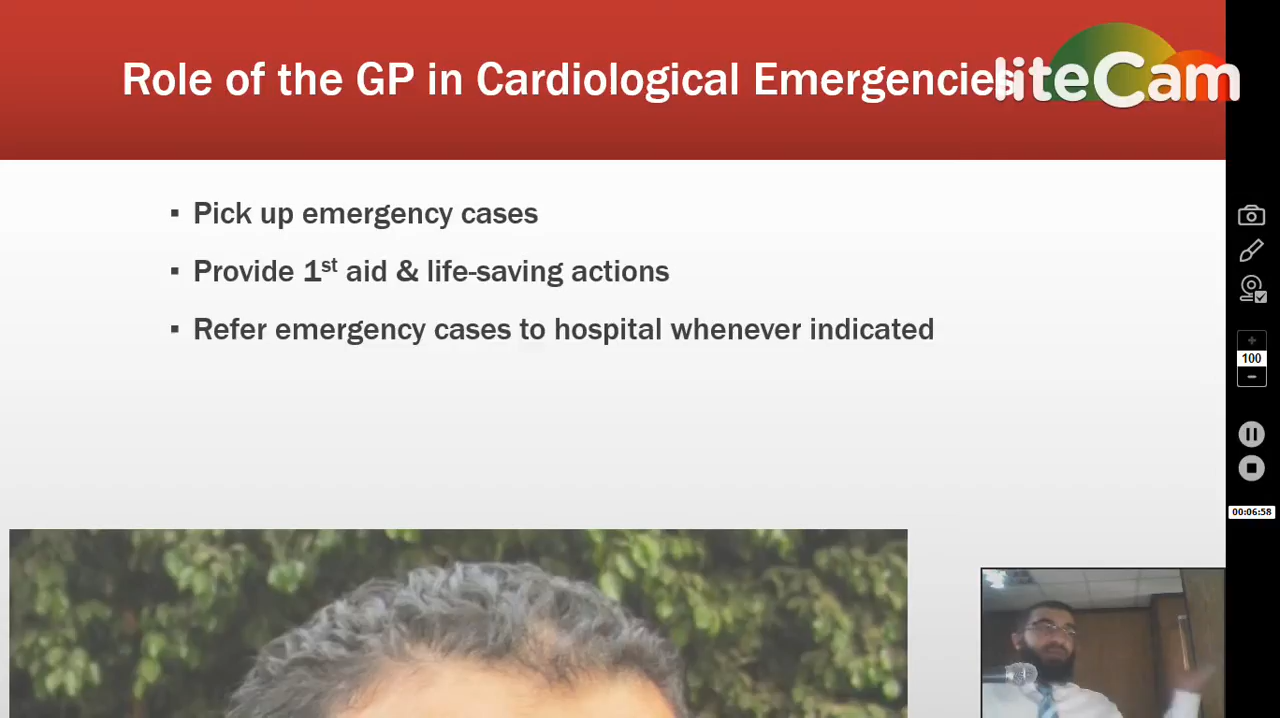 Role of the GP in Cardiological Emergencies
liteCam
▪ Pick up emergency cases
▪ Provide 1st aid & life-saving actions
▪ Refer emergency cases to hospital whenever indicated
100
00:06:58